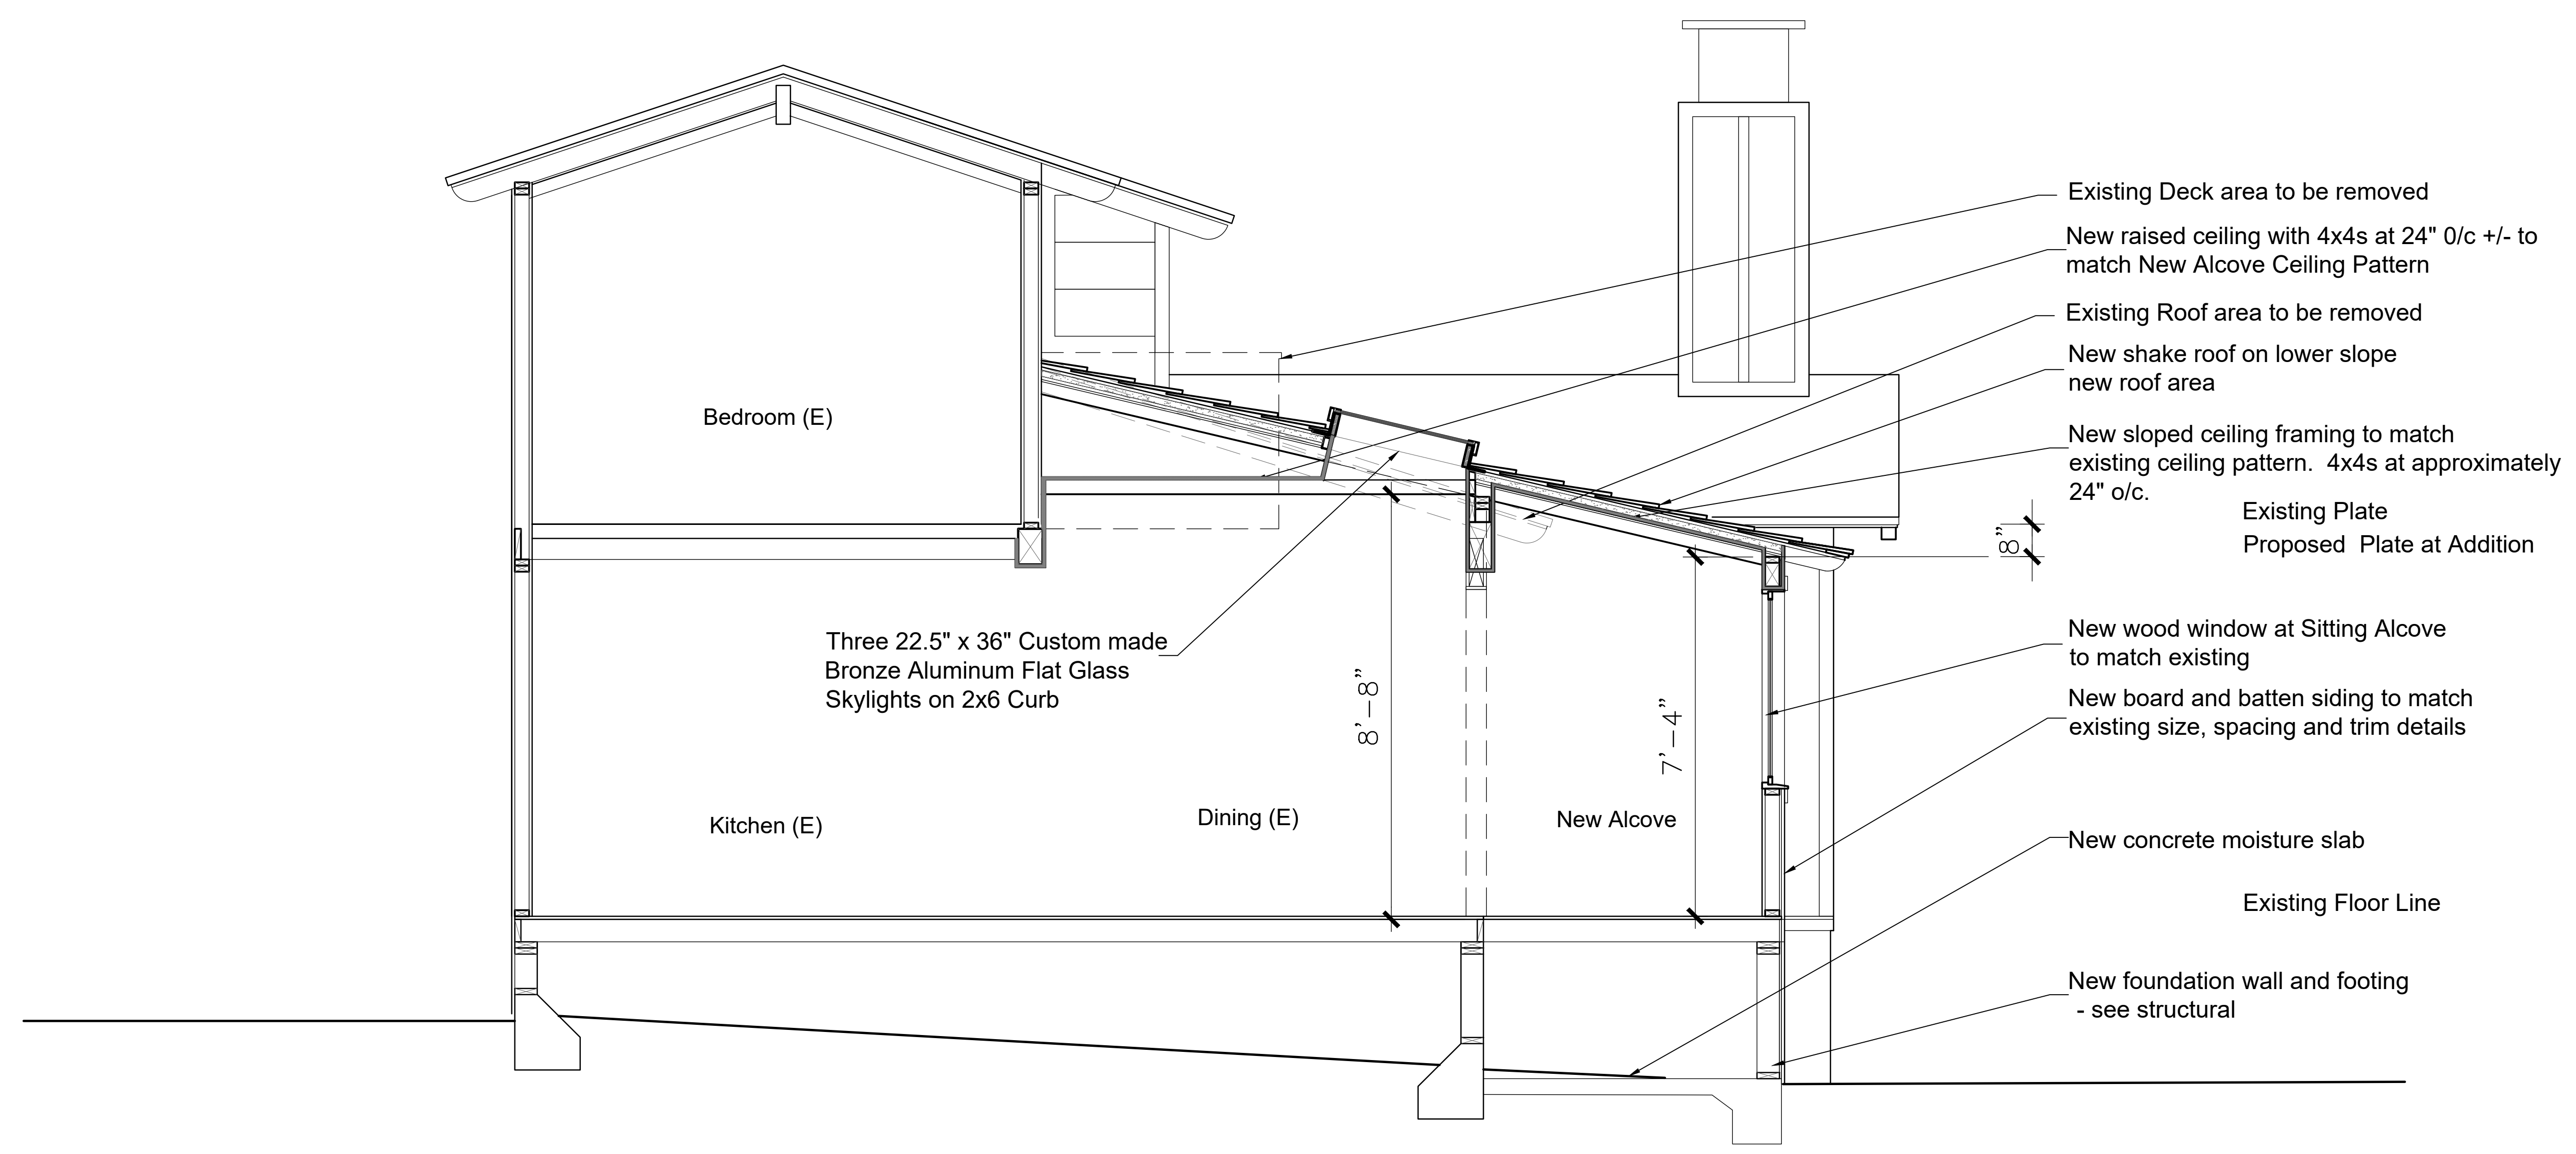 Existing Deck area to be removed
New raised ceiling with 4x4s at 24" 0/c +/- to
match New Alcove Ceiling Pattern
Existing Roof area to be removed
New shake roof on lower slope
new roof area
New sloped ceiling framing to match
existing ceiling pattern.  4x4s at approximately
24" o/c.
Existing Plate
Proposed  Plate at Addition
8"
Bedroom (E)
Three 22.5" x 36" Custom made
Bronze Aluminum Flat Glass
Skylights on 2x6 Curb
8'-8"
7'-4"
New wood window at Sitting Alcove
to match existing
New board and batten siding to match
existing size, spacing and trim details
Kitchen (E)
Dining (E)
New Alcove
New concrete moisture slab
Existing Floor Line
New foundation wall and footing
- see structural